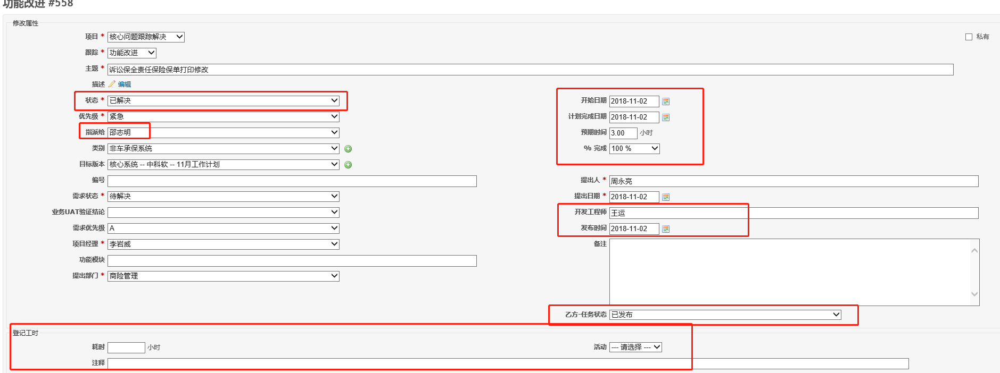 功能改进 #558
修改属性
项目 * 核心问题跟踪解决
私有
跟踪 * 功能改进
主题 * 诉讼保全责任保险保单打印修改
描述 编辑
状态 * 已解决
开始日期 2018-11-02
优先级 * 紧急
计划完成日期 2018-11-02
指派给 邵志明
预期时间 3.00 小时
类别 非车承保系统
% 完成 100 %
目标版本 核心系统 -- 中科软 -- 11月工作计划
编号
提出人 * 周永亮
需求状态 * 待解决
提出日期 * 2018-11-02
业务UAT验证结论
开发工程师 王运
需求优先级 A
发布时间 2018-11-02
项目经理 * 李岩威
备注
功能模块
提出部门 * 商险管理
乙方-任务状态 已发布
登记工时
耗时 小时
活动 --- 请选择 ---
注释